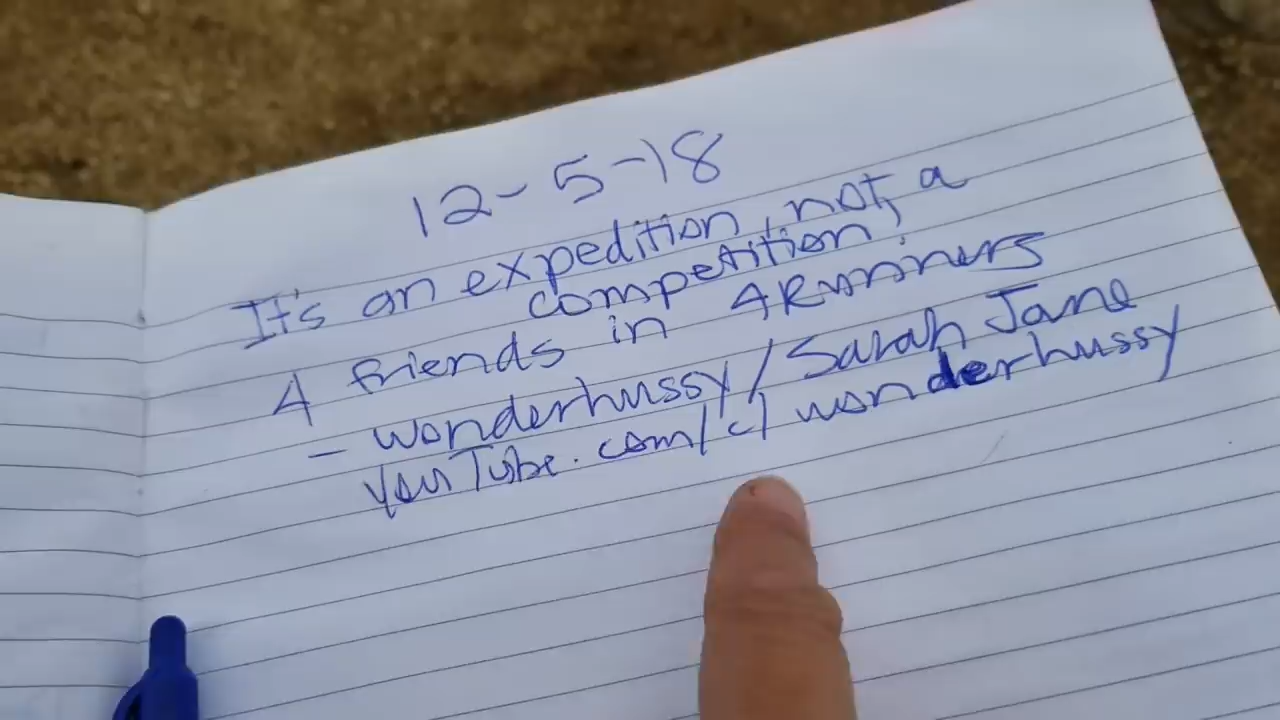 12-5-18
It's an expedition, not, a
competition,
4 friends in 4Runners
- wonderhussy/Sarah Jane
YouTube.com/c/wonderhussy